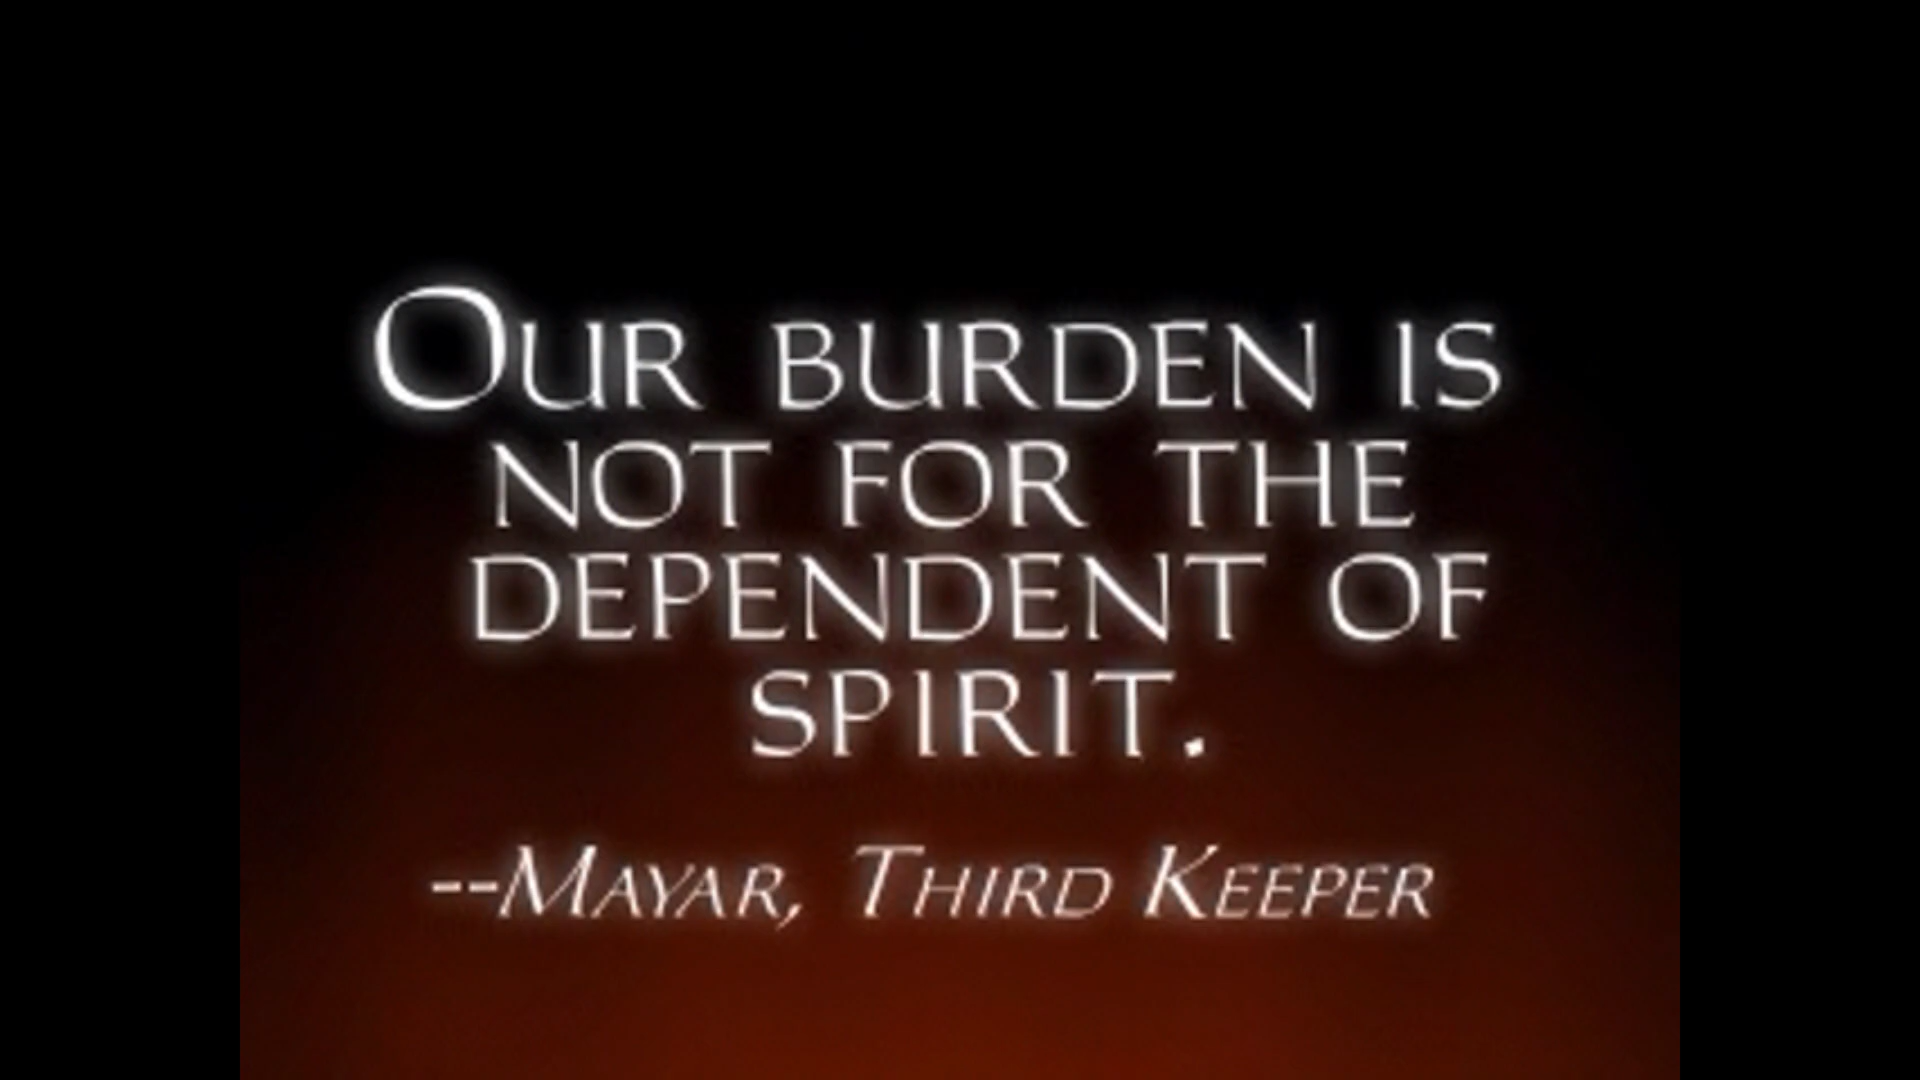 Our burden is
not for the
dependent of
spirit.
--Mayar, Third Keeper